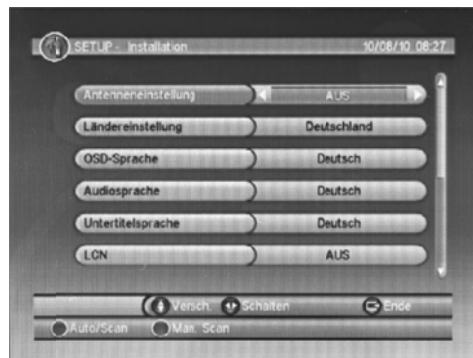 SETUP - Installation 10/08/10 08:27
Antenneneinstellung AUS
Ländereinstellung Deutschland
OSD-Sprache Deutsch
Audiosprache Deutsch
Untertitelsprache Deutsch
LCN AUS
Versch. Schalten Ende
Auto/Scan Man. Scan